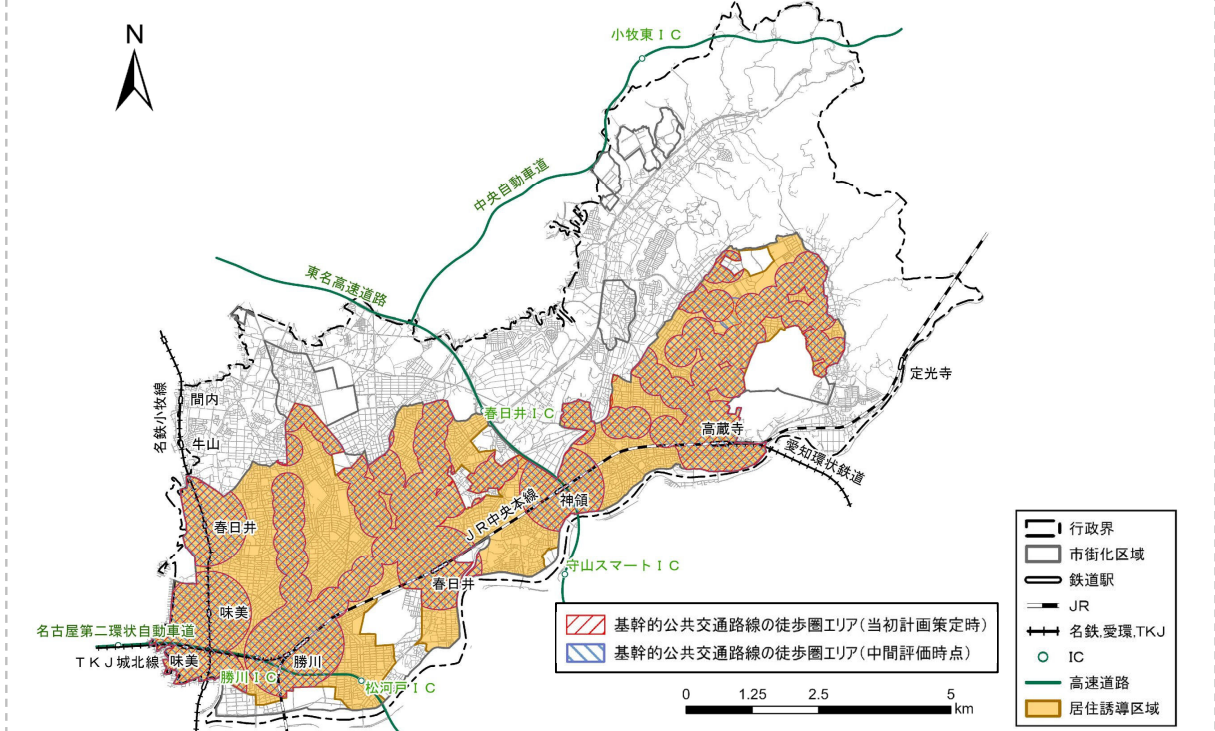 N
小牧東IC
中央自動車道
東名高速道路
名鉄小牧線
間内
牛山
春日井IC
定光寺
高蔵寺
愛知環状鉄道
JR中央本線
神領
春日井
守山スマートIC
春日井
味美
名古屋第二環状自動車道
TKJ城北線
味美
勝川
勝川IC
松河戸IC
基幹的公共交通路線の徒歩圏エリア(当初計画策定時)
基幹的公共交通路線の徒歩圏エリア(中間評価時点)
0 1.25 2.5 5
km
行政界
市街化区域
鉄道駅
JR
名鉄,愛環,TKJ
IC
高速道路
居住誘導区域